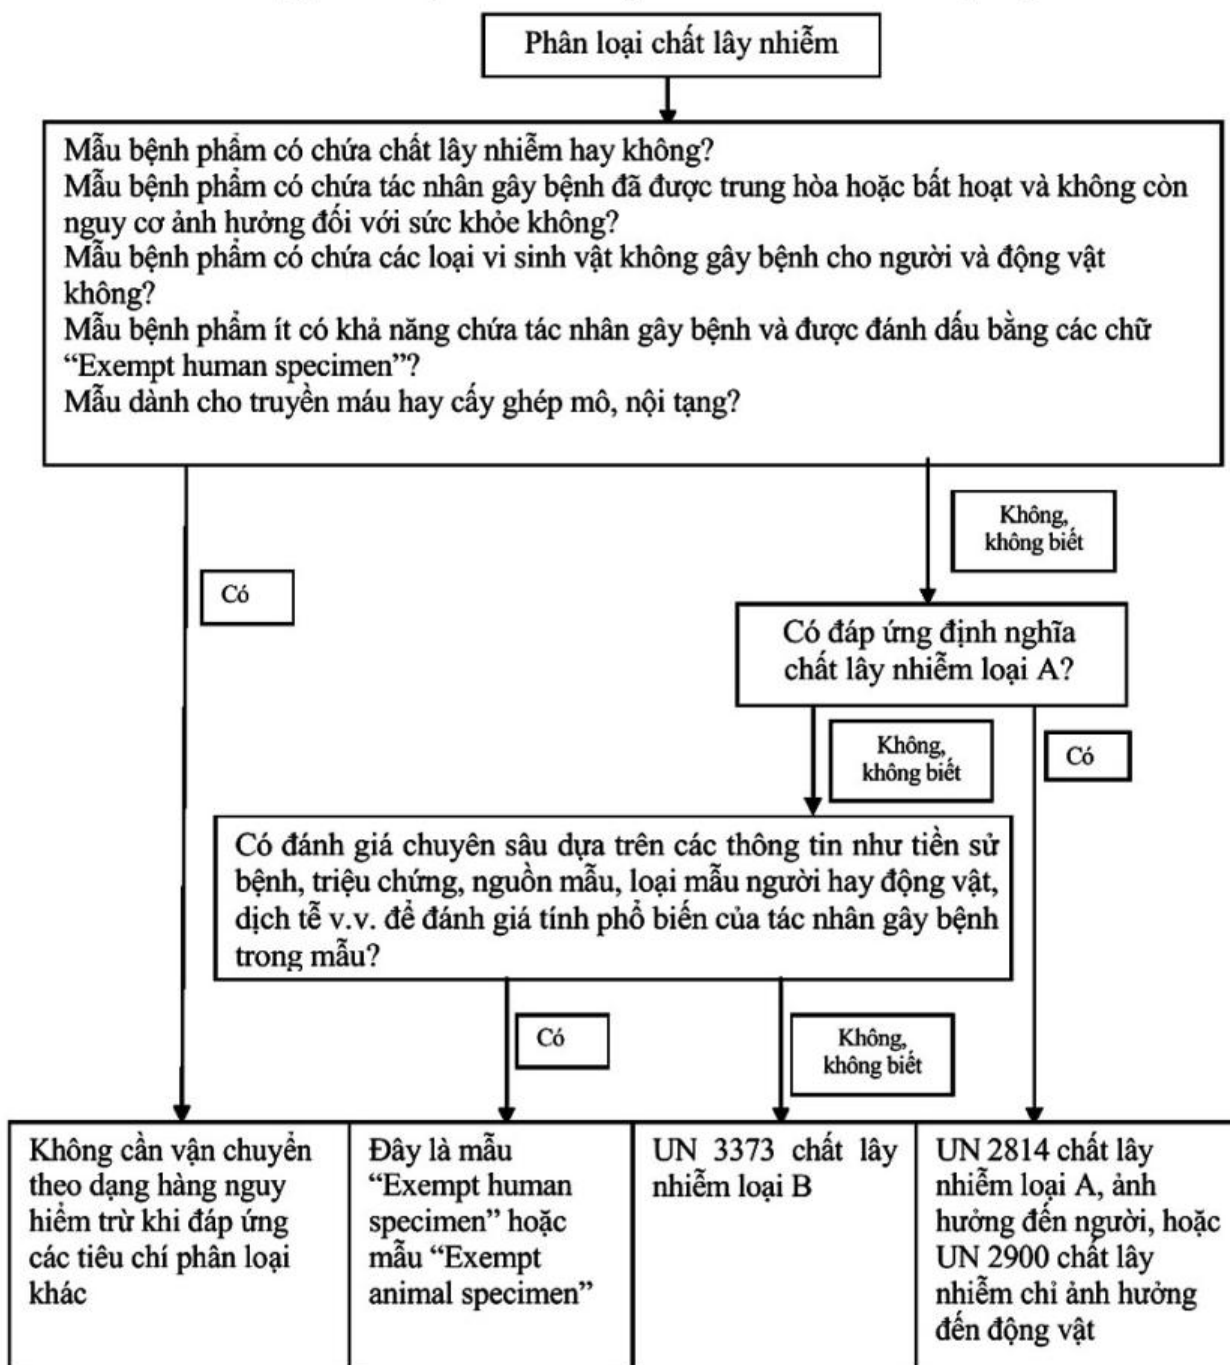 Phân loại chất lây nhiễm
Mẫu bệnh phẩm có chứa chất lây nhiễm hay không?
Mẫu bệnh phẩm có chứa tác nhân gây bệnh đã được trung hòa hoặc bất hoạt và không còn
nguy cơ ảnh hưởng đối với sức khỏe không?
Mẫu bệnh phẩm có chứa các loại vi sinh vật không gây bệnh cho người và động vật
không?
Mẫu bệnh phẩm ít có khả năng chứa tác nhân gây bệnh và được đánh dấu bằng các chữ
“Exempt human specimen”?
Mẫu dành cho truyền máu hay cấy ghép mô, nội tạng?
Không,
không biết
Có
Có đáp ứng định nghĩa
chất lây nhiễm loại A?
Không,
không biết
Có
Có đánh giá chuyên sâu dựa trên các thông tin như tiền sử
bệnh, triệu chứng, nguồn mẫu, loại mẫu người hay động vật,
dịch tễ v.v. để đánh giá tính phổ biến của tác nhân gây bệnh
trong mẫu?
Có
Không,
không biết
Không cần vận chuyển
theo dạng hàng nguy
hiểm trừ khi đáp ứng
các tiêu chí phân loại
khác
Đây là mẫu
“Exempt human
specimen” hoặc
mẫu “Exempt
animal specimen”
UN 3373 chất lây
nhiễm loại B
UN 2814 chất lây
nhiễm loại A, ảnh
hưởng đến người, hoặc
UN 2900 chất lây
nhiễm chỉ ảnh hưởng
đến động vật